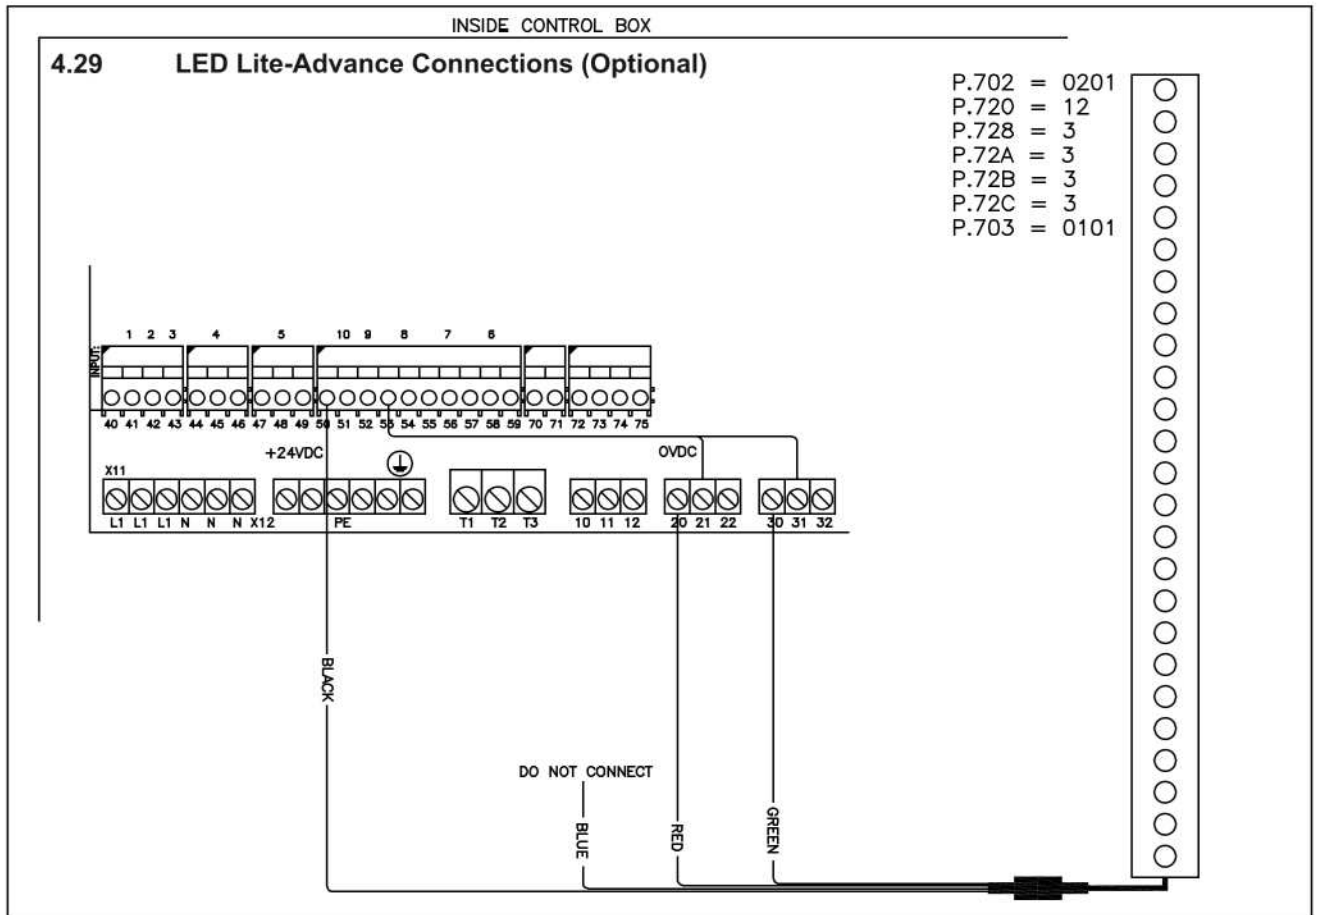 INSIDE CONTROL BOX
4.29 LED Lite-Advance Connections (Optional)
P.702 = 0201
P.720 = 12
P.728 = 3
P.72A = 3
P.72B = 3
P.72C = 3
P.703 = 0101
INPUT: 1 2 3 4 5 10 9 8 7 6
40 41 42 43 44 45 46 47 48 49 50 51 52 53 54 55 56 57 58 59 70 71 72 73 74 75
+24VDC 0VDC
X11
L1 L1 L1 N N N X12 PE T1 T2 T3 10 11 12 20 21 22 30 31 32
BLACK
DO NOT CONNECT
BLUE
RED
GREEN